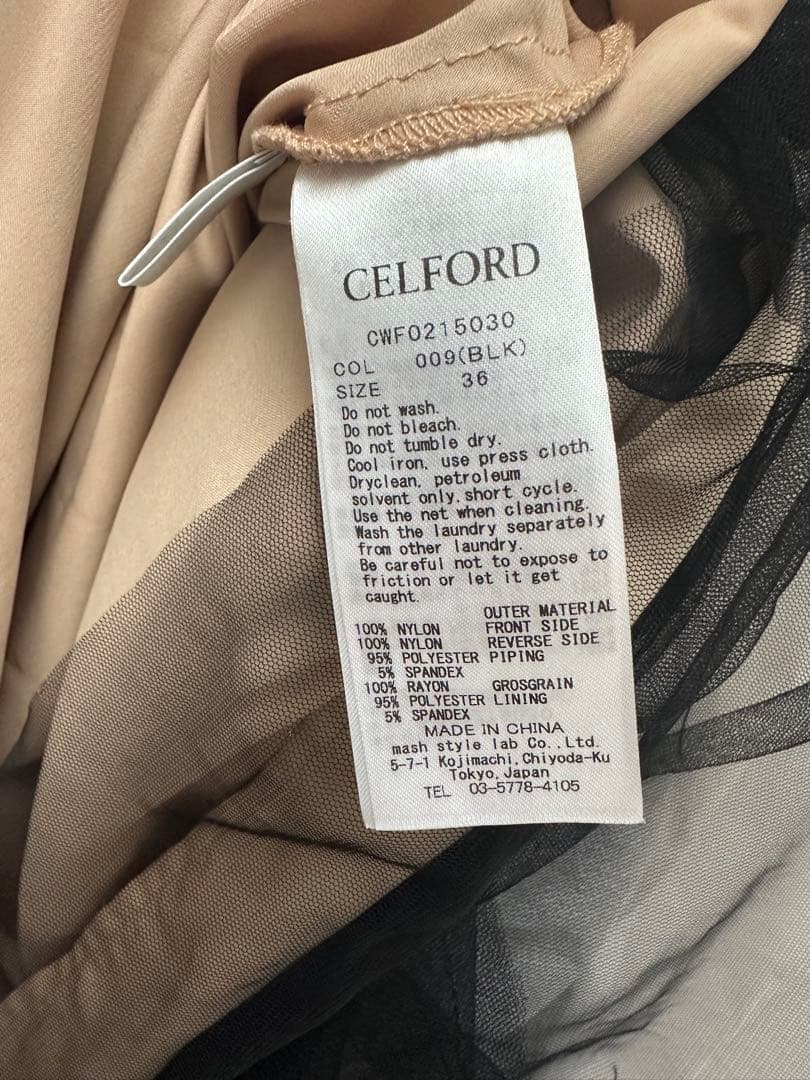 CELFORD
CWF0215030
COL 009(BLK)
SIZE 36
Do not wash.
Do not bleach.
Do not tumble dry.
Cool iron, use press cloth.
Dryclean, petroleum
solvent only, short cycle.
Use the net when cleaning.
Wash the laundry separately
from other laundry.
Be careful not to expose to
friction or let it get
caught.
OUTER MATERIAL
100% NYLON FRONT SIDE
100% NYLON REVERSE SIDE
95% POLYESTER PIPING
5% SPANDEX
100% RAYON GROSGRAIN
95% POLYESTER LINING
5% SPANDEX
MADE IN CHINA
mash style lab Co., Ltd.
5-7-1 Kojimachi, Chiyoda-Ku
Tokyo, Japan
TEL 03-5778-4105